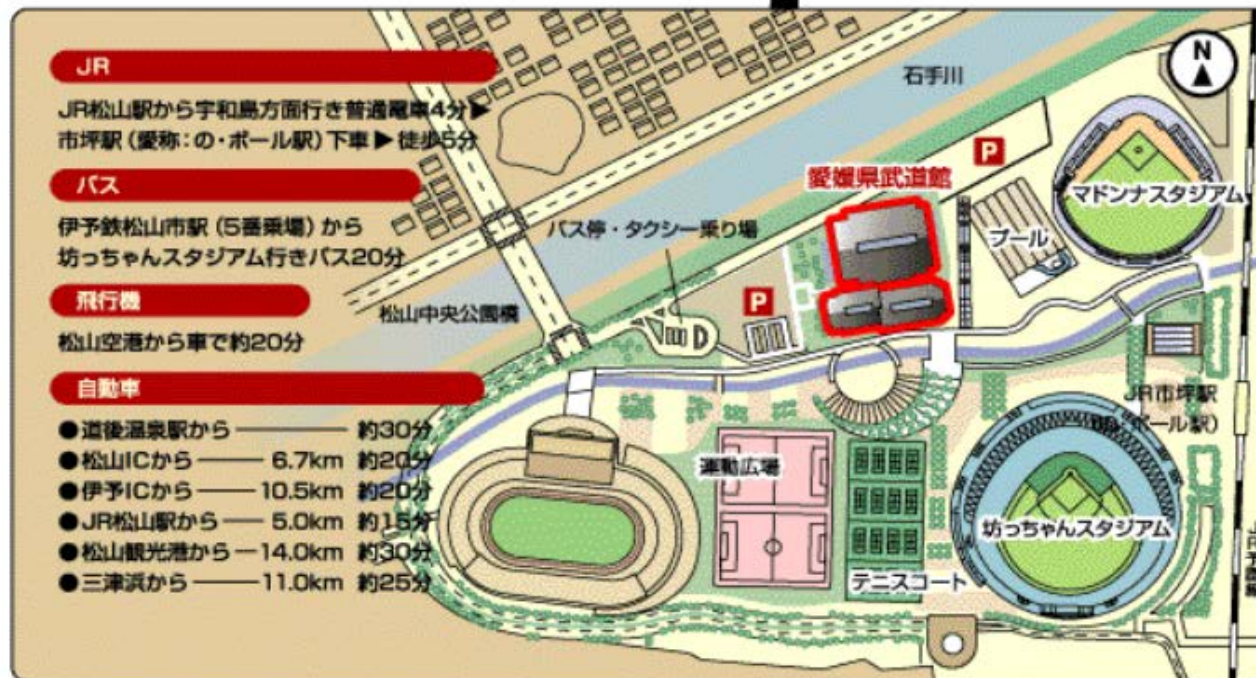 JR
JR松山駅から宇和島方面行き普通電車4分▶
市坪駅(愛称:の・ボール駅)下車▶徒歩5分
バス
伊予鉄松山市駅(5番乗場)から
坊っちゃんスタジアム行きバス20分
飛行機
松山空港から車で約20分
自動車
●道後温泉駅から――約30分
●松山ICから――6.7km 約20分
●伊予ICから――10.5km 約20分
●JR松山駅から――5.0km 約15分
●松山観光港から―14.0km 約30分
●三津浜から――11.0km 約25分
N
石手川
P
愛媛県武道館
マドンナスタジアム
プール
バス停・タクシー乗り場
P
松山中央公園橋
JR市坪駅
ボール駅)
運動広場
坊っちゃんスタジアム
テニスコート